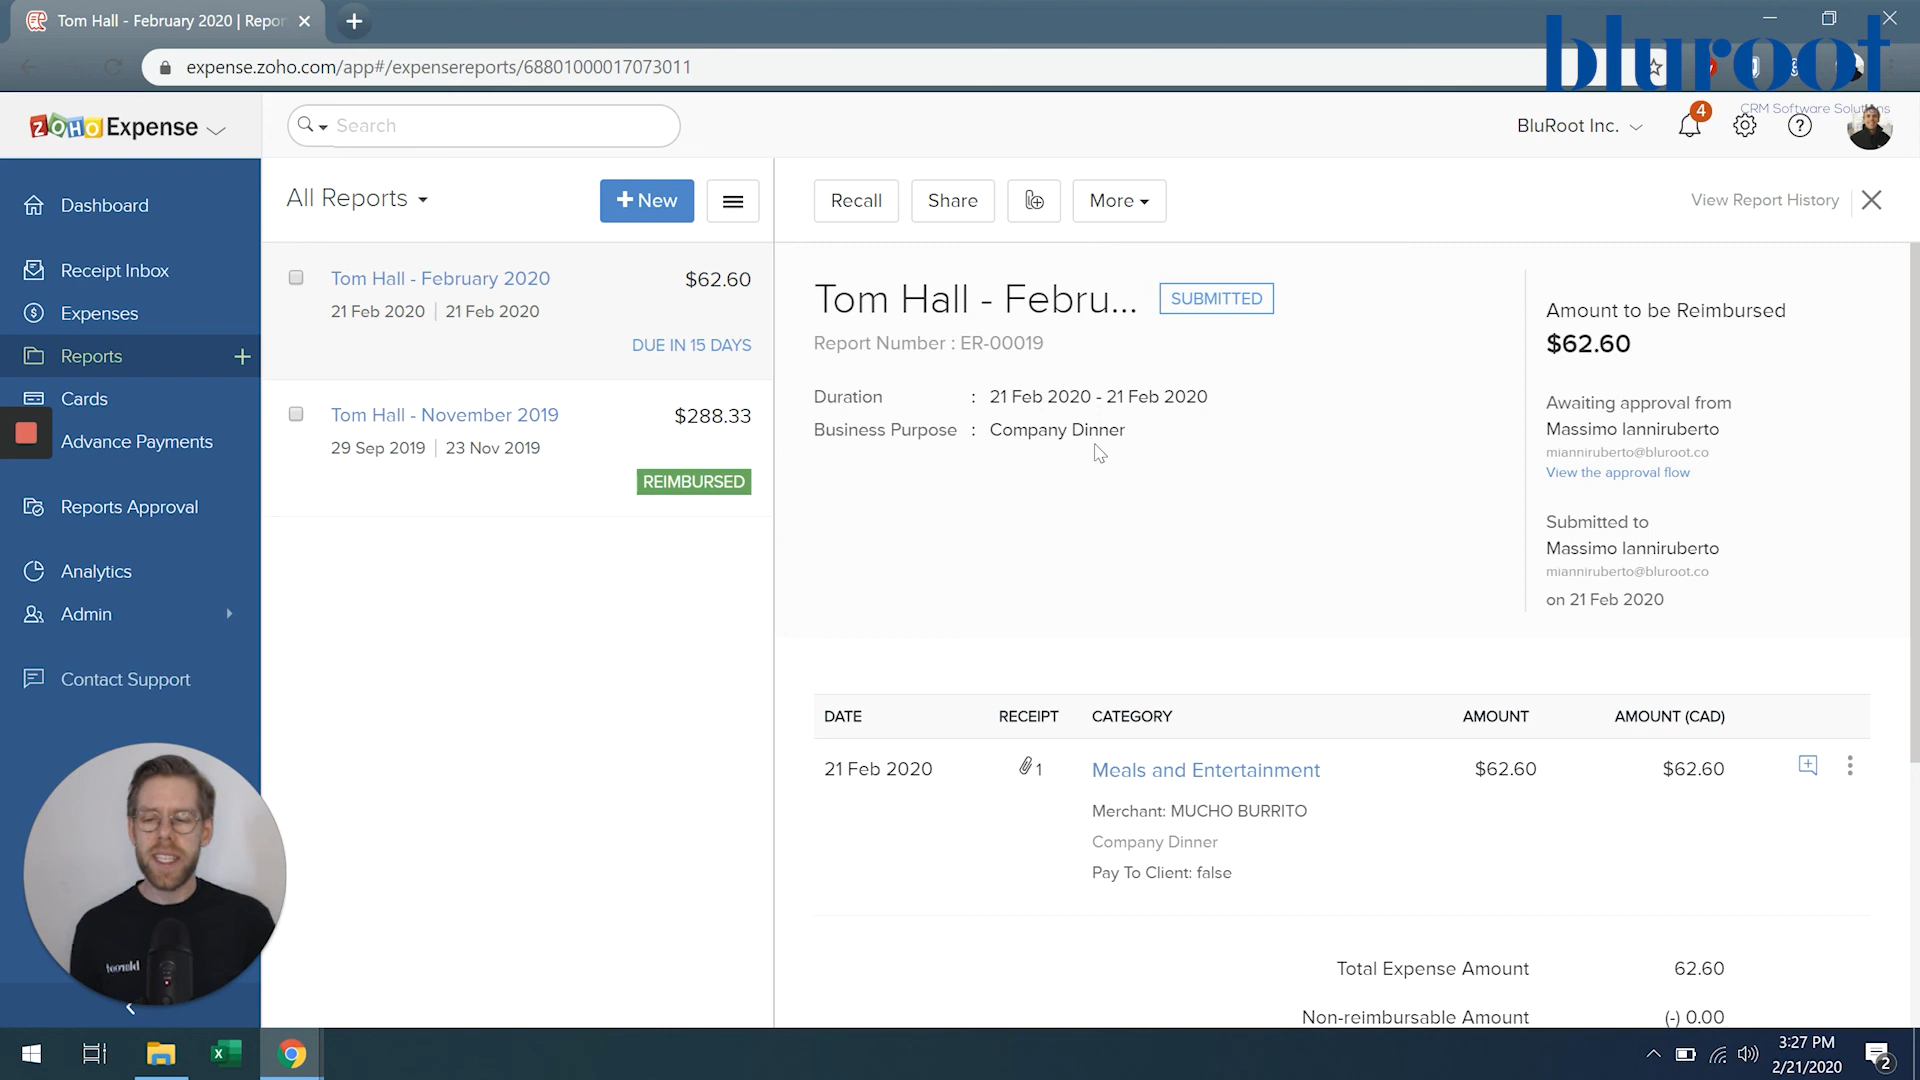 Tom Hall - February 2020 | Repor
expense.zoho.com/app#/expensereports/68801000017073011
bluroot
CRM Software Solutions
ZOHO Expense
Search
BluRoot Inc.
4
Dashboard
Receipt Inbox
Expenses
Reports
Cards
Advance Payments
Reports Approval
Analytics
Admin
Contact Support
All Reports
+ New
Tom Hall - February 2020 $62.60
21 Feb 2020 | 21 Feb 2020
DUE IN 15 DAYS
Tom Hall - November 2019 $288.33
29 Sep 2019 | 23 Nov 2019
REIMBURSED
Recall
Share
More
View Report History
Tom Hall - Febru... SUBMITTED
Report Number : ER-00019
Duration : 21 Feb 2020 - 21 Feb 2020
Business Purpose : Company Dinner
Amount to be Reimbursed
$62.60
Awaiting approval from
Massimo Ianniruberto
mianniruberto@bluroot.co
View the approval flow
Submitted to
Massimo Ianniruberto
mianniruberto@bluroot.co
on 21 Feb 2020
DATE RECEIPT CATEGORY AMOUNT AMOUNT (CAD)
21 Feb 2020 1 Meals and Entertainment $62.60 $62.60
Merchant: MUCHO BURRITO
Company Dinner
Pay To Client: false
Total Expense Amount 62.60
Non-reimbursable Amount (-) 0.00
3:27 PM
2/21/2020
2